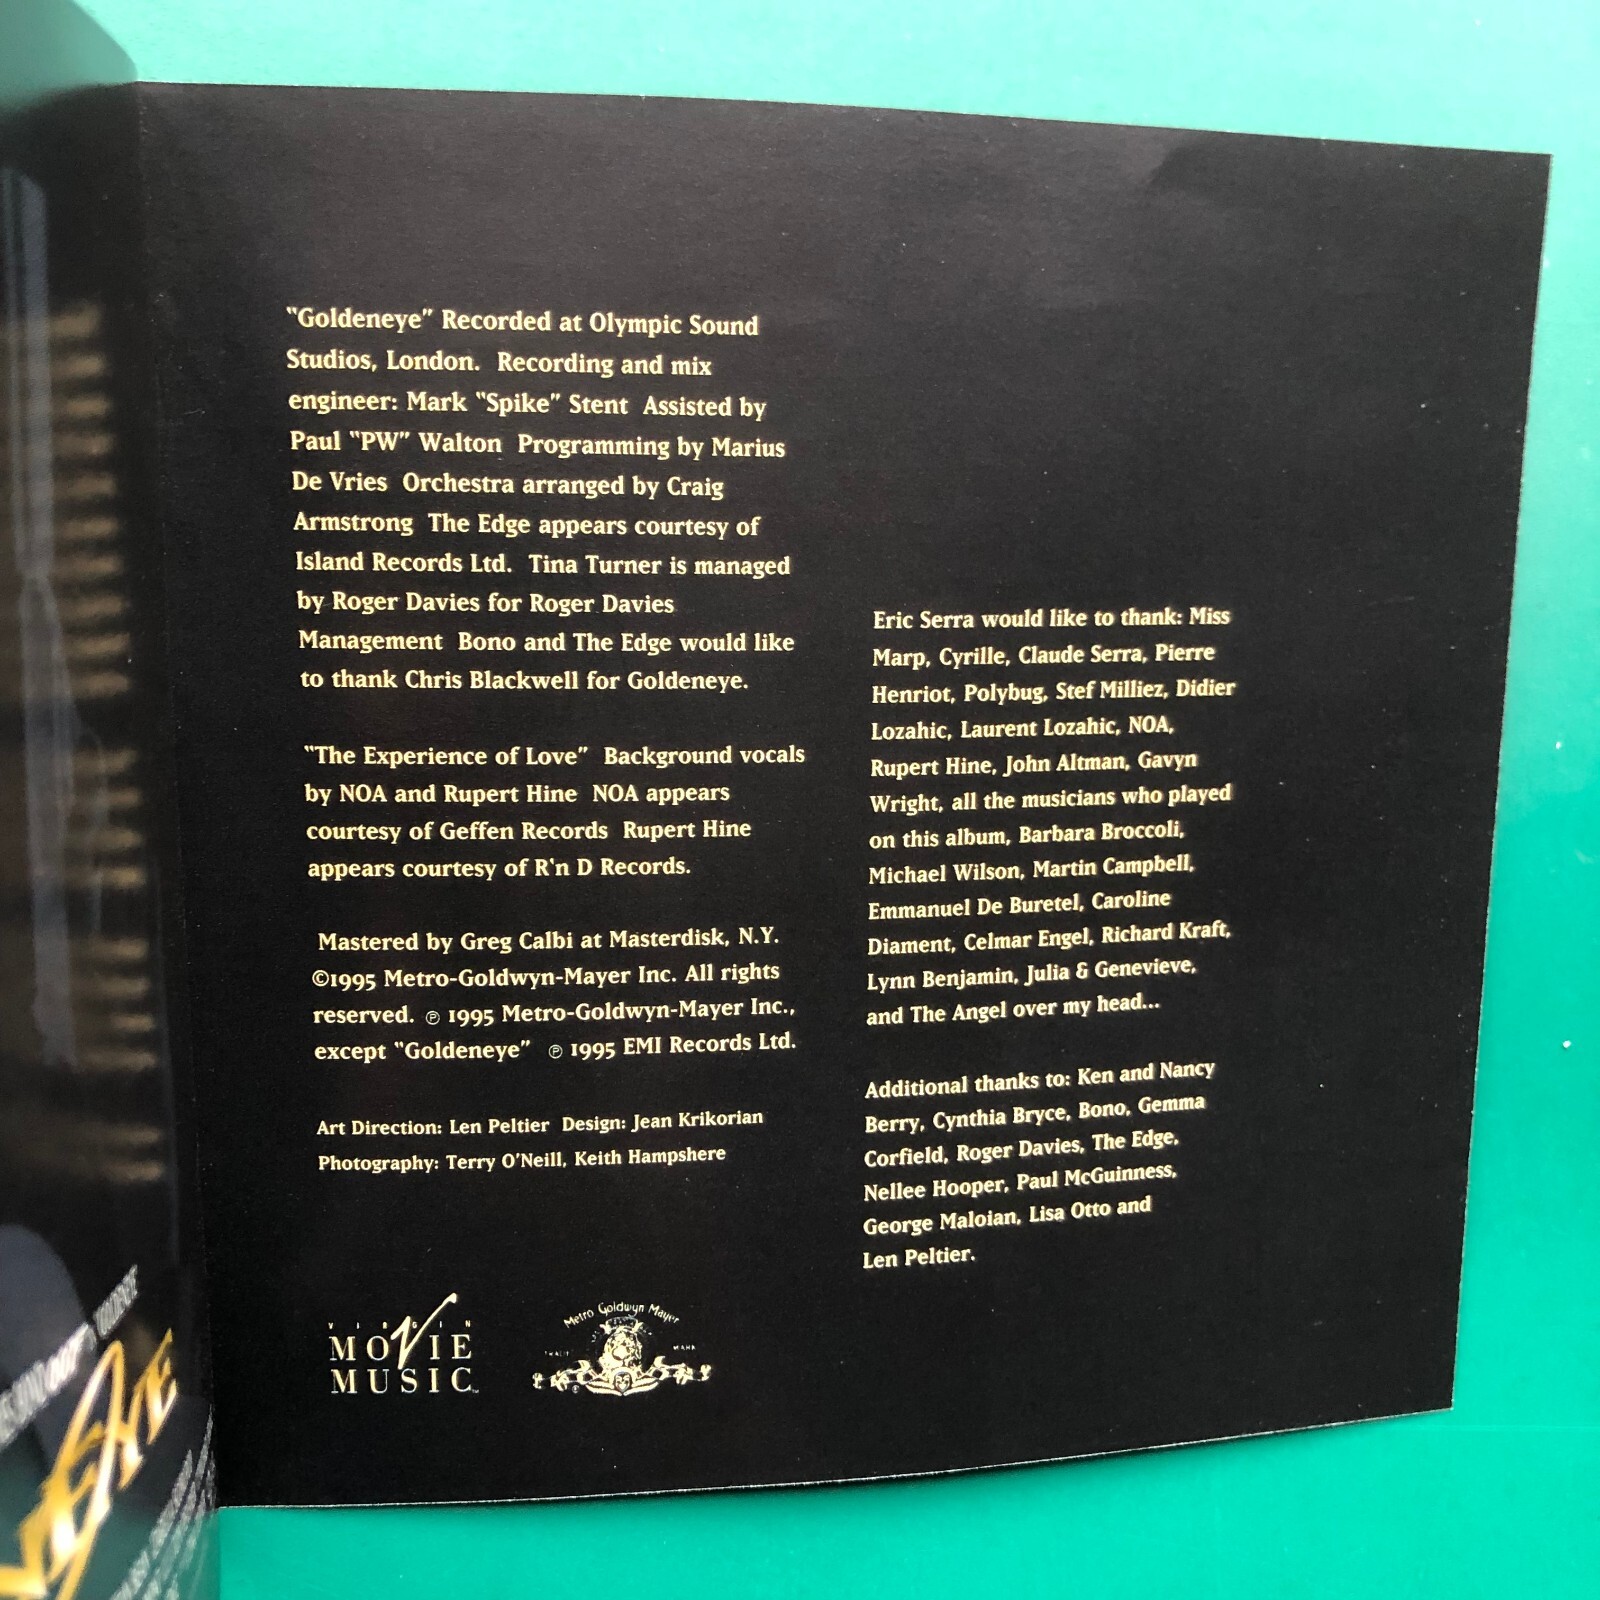 "Goldeneye" Recorded at Olympic Sound
Studios, London. Recording and mix
engineer: Mark "Spike" Stent Assisted by
Paul "PW" Walton Programming by Marius
De Vries Orchestra arranged by Craig
Armstrong The Edge appears courtesy of
Island Records Ltd. Tina Turner is managed
by Roger Davies for Roger Davies
Management Bono and The Edge would like
to thank Chris Blackwell for Goldeneye.
"The Experience of Love" Background vocals
by NOA and Rupert Hine NOA appears
courtesy of Geffen Records Rupert Hine
appears courtesy of R'n D Records.
Mastered by Greg Calbi at Masterdisk, N.Y.
©1995 Metro-Goldwyn-Mayer Inc. All rights
reserved. ℗ 1995 Metro-Goldwyn-Mayer Inc.,
except "Goldeneye" ℗ 1995 EMI Records Ltd.
Art Direction: Len Peltier Design: Jean Krikorian
Photography: Terry O'Neill, Keith Hampshere
VIRGIN
MOVIE
MUSIC
Metro Goldwyn Mayer
Eric Serra would like to thank: Miss
Marp, Cyrille, Claude Serra, Pierre
Henriot, Polybug, Stef Milliez, Didier
Lozahic, Laurent Lozahic, NOA,
Rupert Hine, John Altman, Gavyn
Wright, all the musicians who played
on this album, Barbara Broccoli,
Michael Wilson, Martin Campbell,
Emmanuel De Buretel, Caroline
Diament, Celmar Engel, Richard Kraft,
Lynn Benjamin, Julia & Genevieve,
and The Angel over my head...
Additional thanks to: Ken and Nancy
Berry, Cynthia Bryce, Bono, Gemma
Corfield, Roger Davies, The Edge,
Nellee Hooper, Paul McGuinness,
George Maloian, Lisa Otto and
Len Peltier.